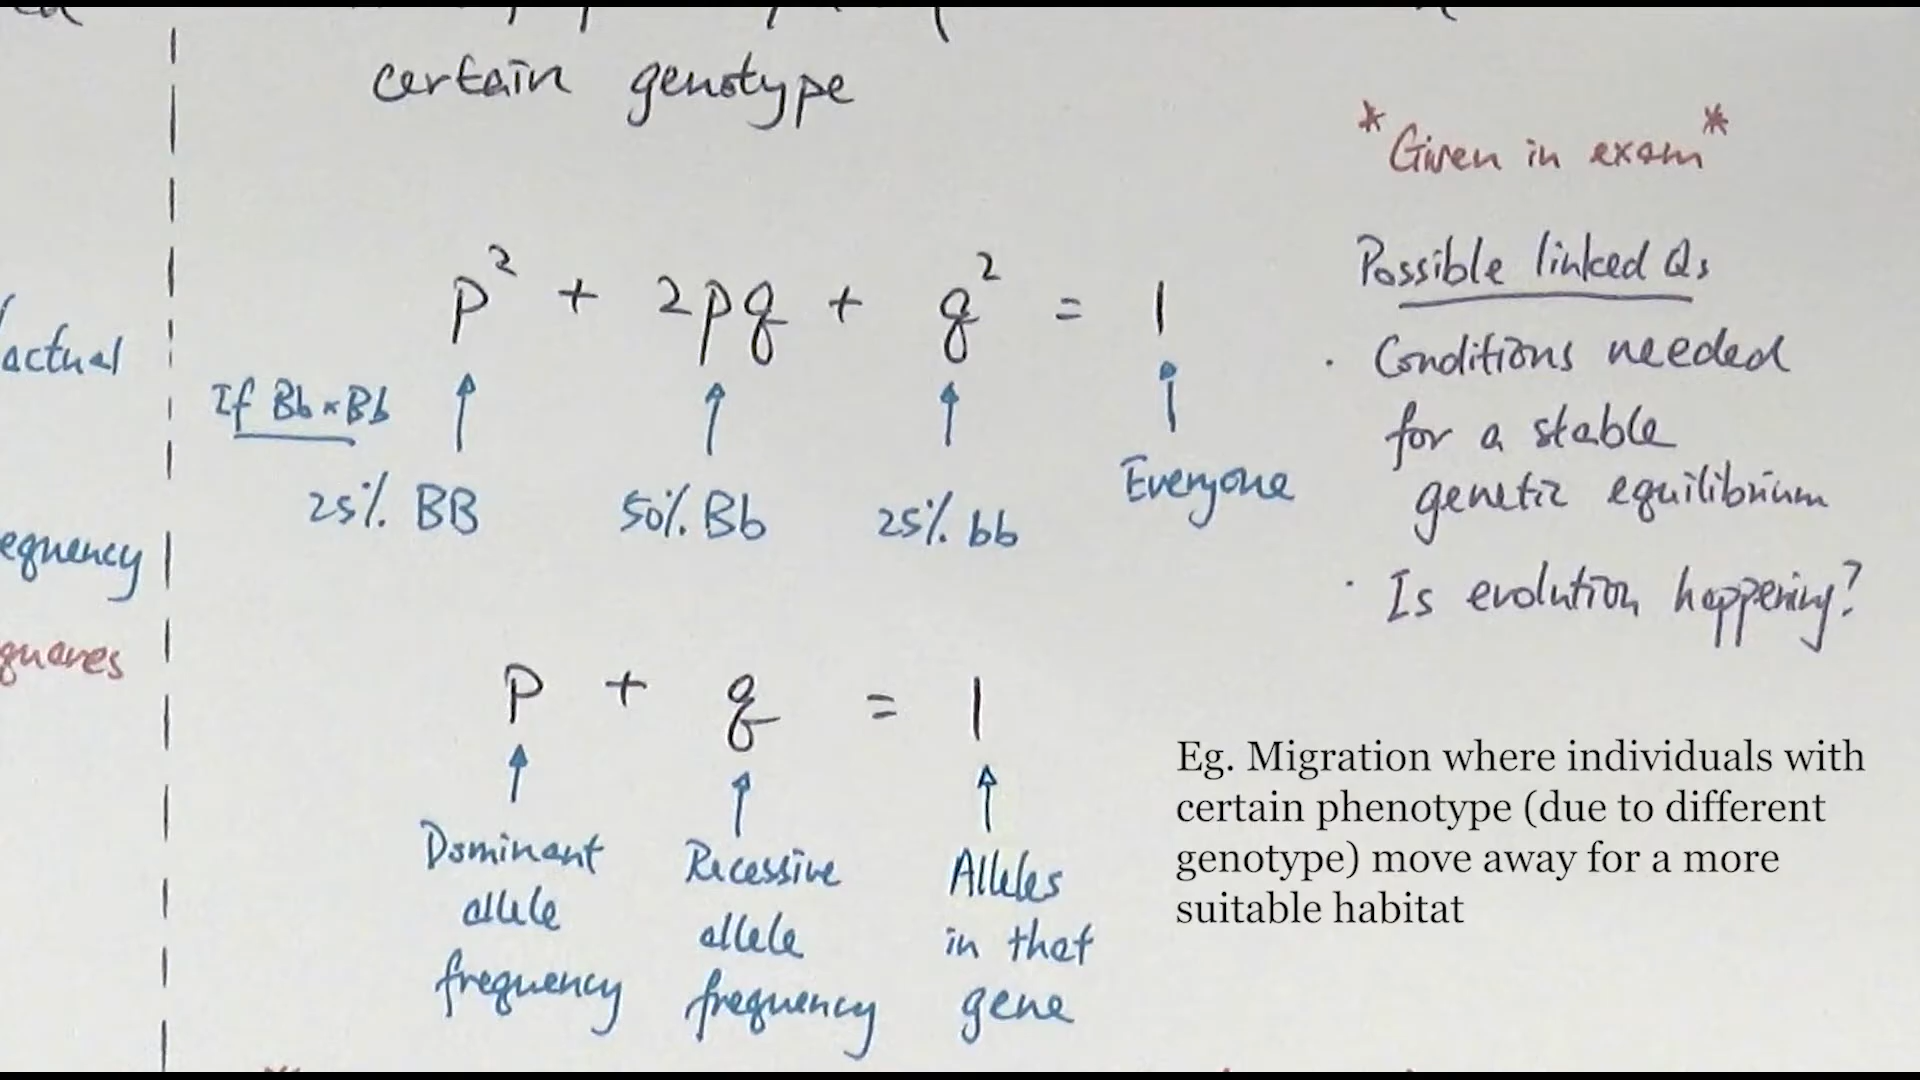 certain genotype
*Given in exam*
p² + 2pq + q² = 1
If Bb × Bb
25% BB
50% Bb
25% bb
Everyone
Possible linked Qs
· Conditions needed
for a stable
genetic equilibrium
· Is evolution happening?
actual
equency
quares
p + q = 1
Dominant
allele
frequency
Recessive
allele
frequency
Alleles
in that
gene
Eg. Migration where individuals with
certain phenotype (due to different
genotype) move away for a more
suitable habitat